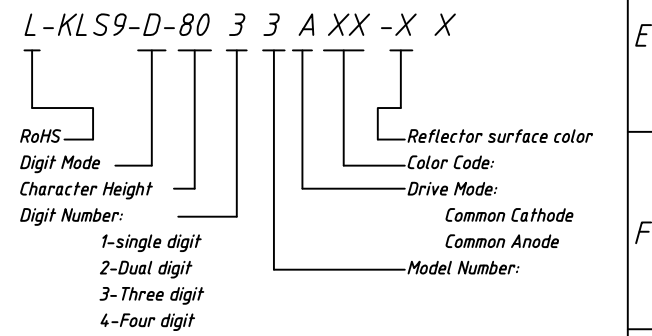 L-KLS9-D-80 3 3 A XX -X X
RoHS
Digit Mode
Character Height
Digit Number:
1-single digit
2-Dual digit
3-Three digit
4-Four digit
Reflector surface color
Color Code:
Drive Mode:
Common Cathode
Common Anode
Model Number:
E
F